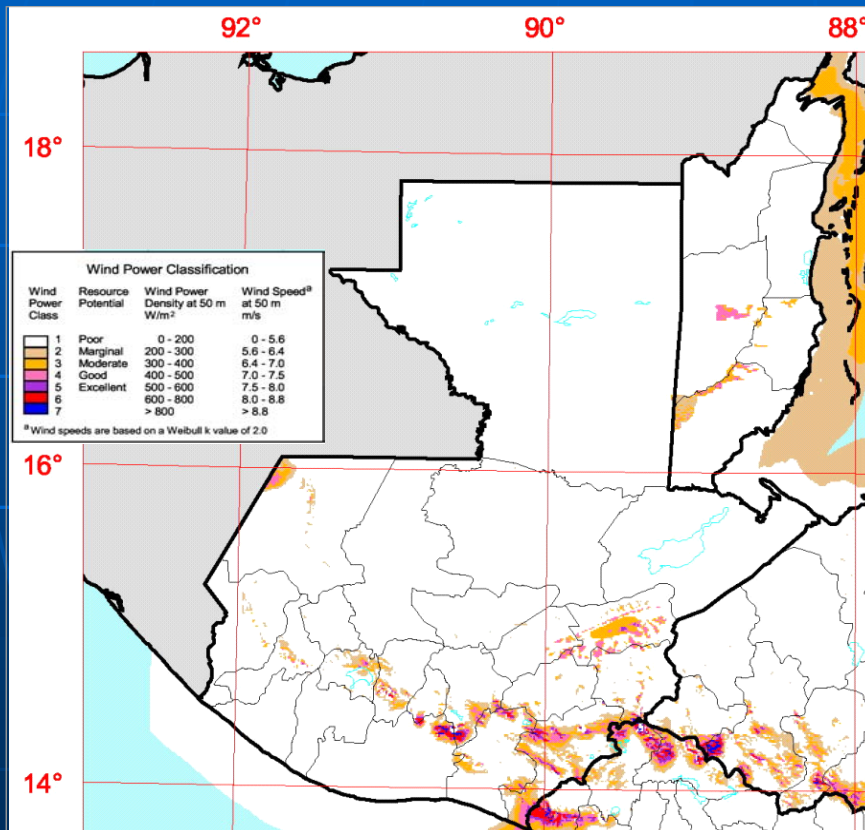 92° 90° 88°
18°
Wind Power Classification
Wind Power Class Resource Potential Wind Power Density at 50 m W/m² Wind Speedᵃ at 50 m m/s
1 Poor 0 - 200 0 - 5.6
2 Marginal 200 - 300 5.6 - 6.4
3 Moderate 300 - 400 6.4 - 7.0
4 Good 400 - 500 7.0 - 7.5
5 Excellent 500 - 600 7.5 - 8.0
6 600 - 800 8.0 - 8.8
7 > 800 > 8.8
ᵃ Wind speeds are based on a Weibull k value of 2.0
16°
14°